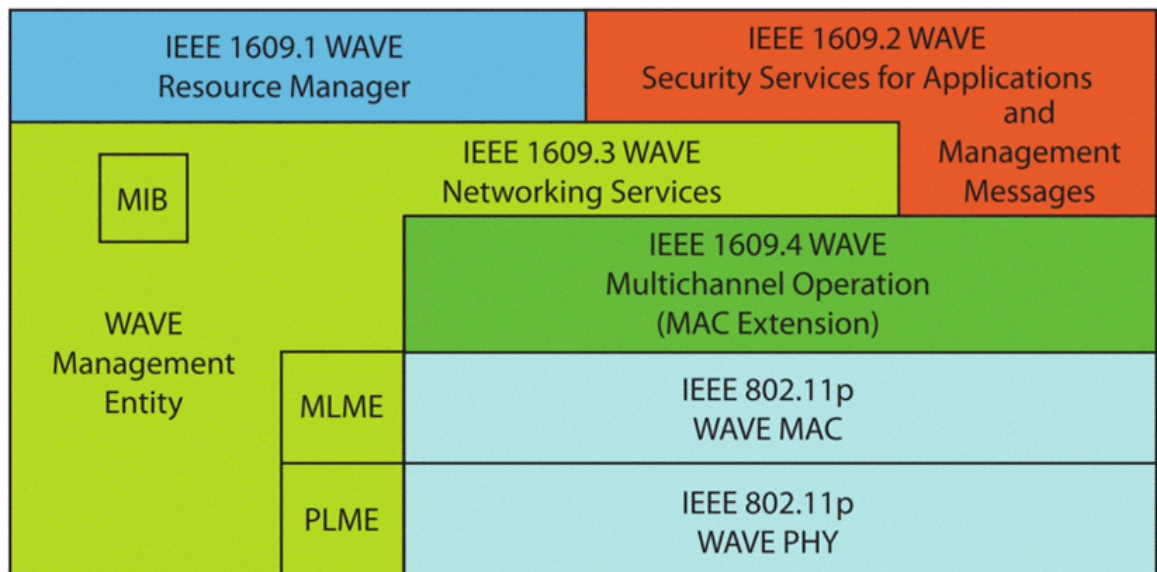 IEEE 1609.1 WAVE
Resource Manager
IEEE 1609.2 WAVE
Security Services for Applications
and
Management
Messages
IEEE 1609.3 WAVE
Networking Services
MIB
IEEE 1609.4 WAVE
Multichannel Operation
(MAC Extension)
WAVE
Management
Entity
MLME
IEEE 802.11p
WAVE MAC
PLME
IEEE 802.11p
WAVE PHY